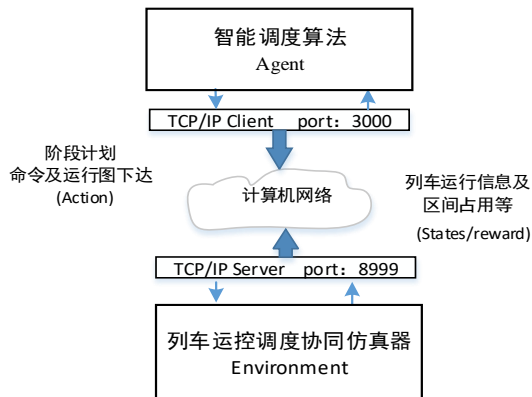 智能调度算法
Agent
TCP/IP Client port：3000
阶段计划
命令及运行图下达
(Action)
计算机网络
列车运行信息及
区间占用等
(States/reward)
TCP/IP Server port：8999
列车运控调度协同仿真器
Environment